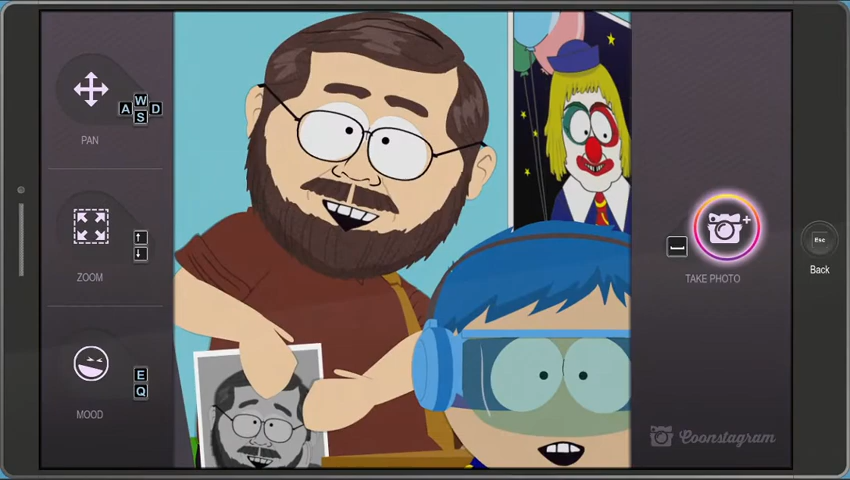 W
A S D
PAN
↑
↓
ZOOM
E
Q
MOOD
TAKE PHOTO
Esc
Back
Coonstagram